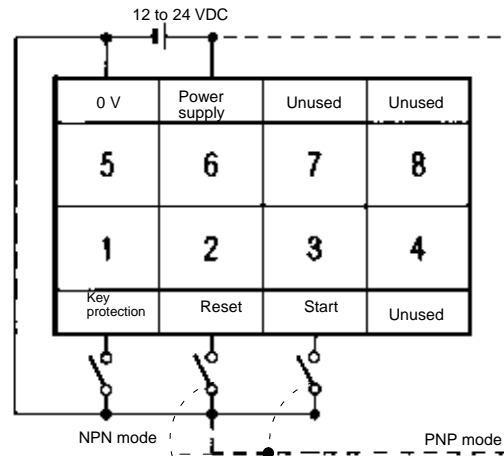 12 to 24 VDC
0 V
Power
supply
Unused
Unused
5
6
7
8
1
2
3
4
Key
protection
Reset
Start
Unused
NPN mode
PNP mode